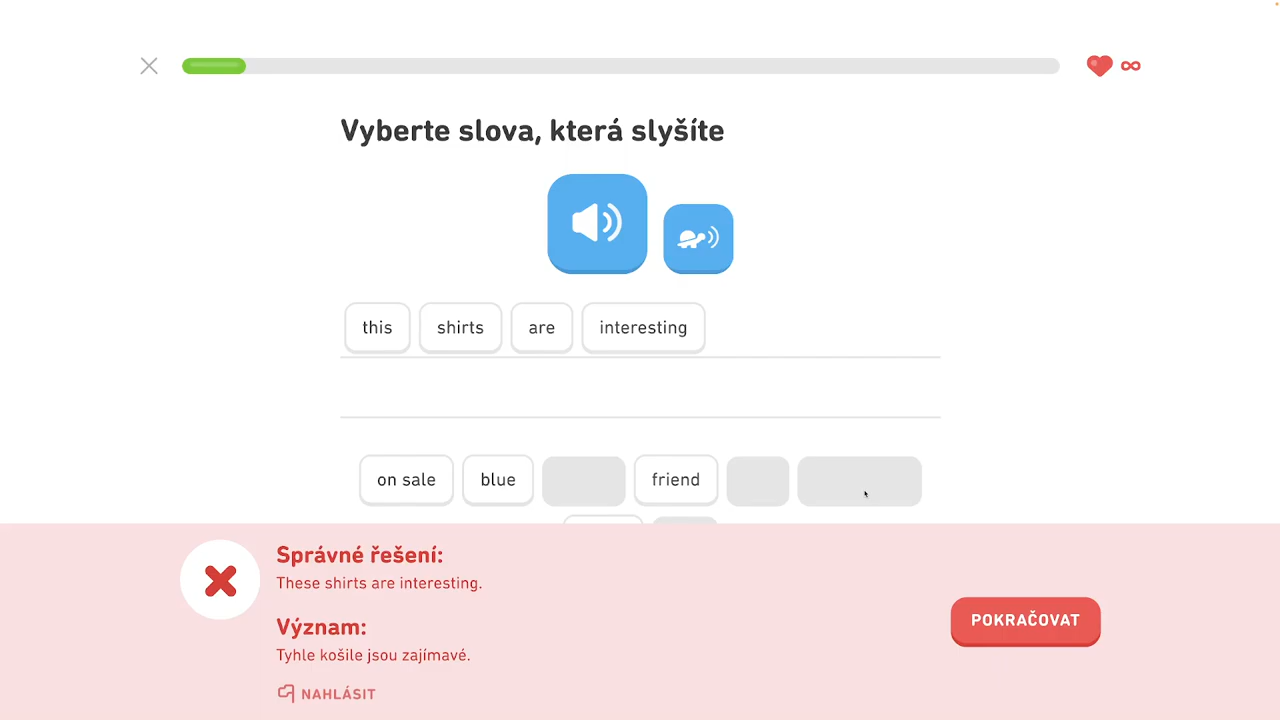 Vyberte slova, která slyšíte
this shirts are interesting
on sale blue friend
Správné řešení:
These shirts are interesting.
Význam:
Tyhle košile jsou zajímavé.
NAHLÁSIT
POKRAČOVAT